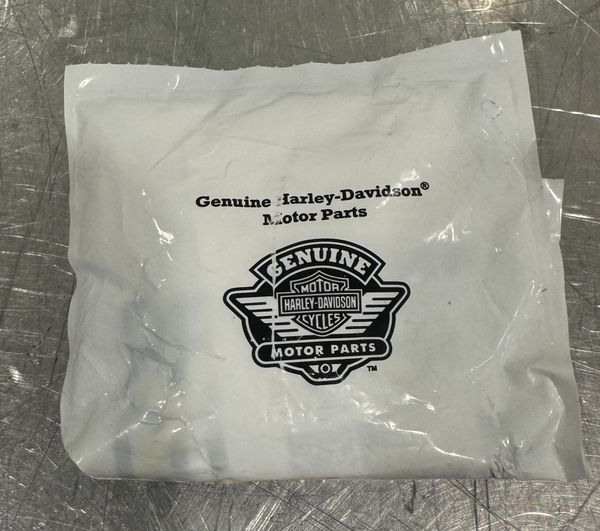 Genuine Harley-Davidson®
Motor Parts
GENUINE
MOTOR
HARLEY-DAVIDSON
CYCLES
MOTOR PARTS
TM